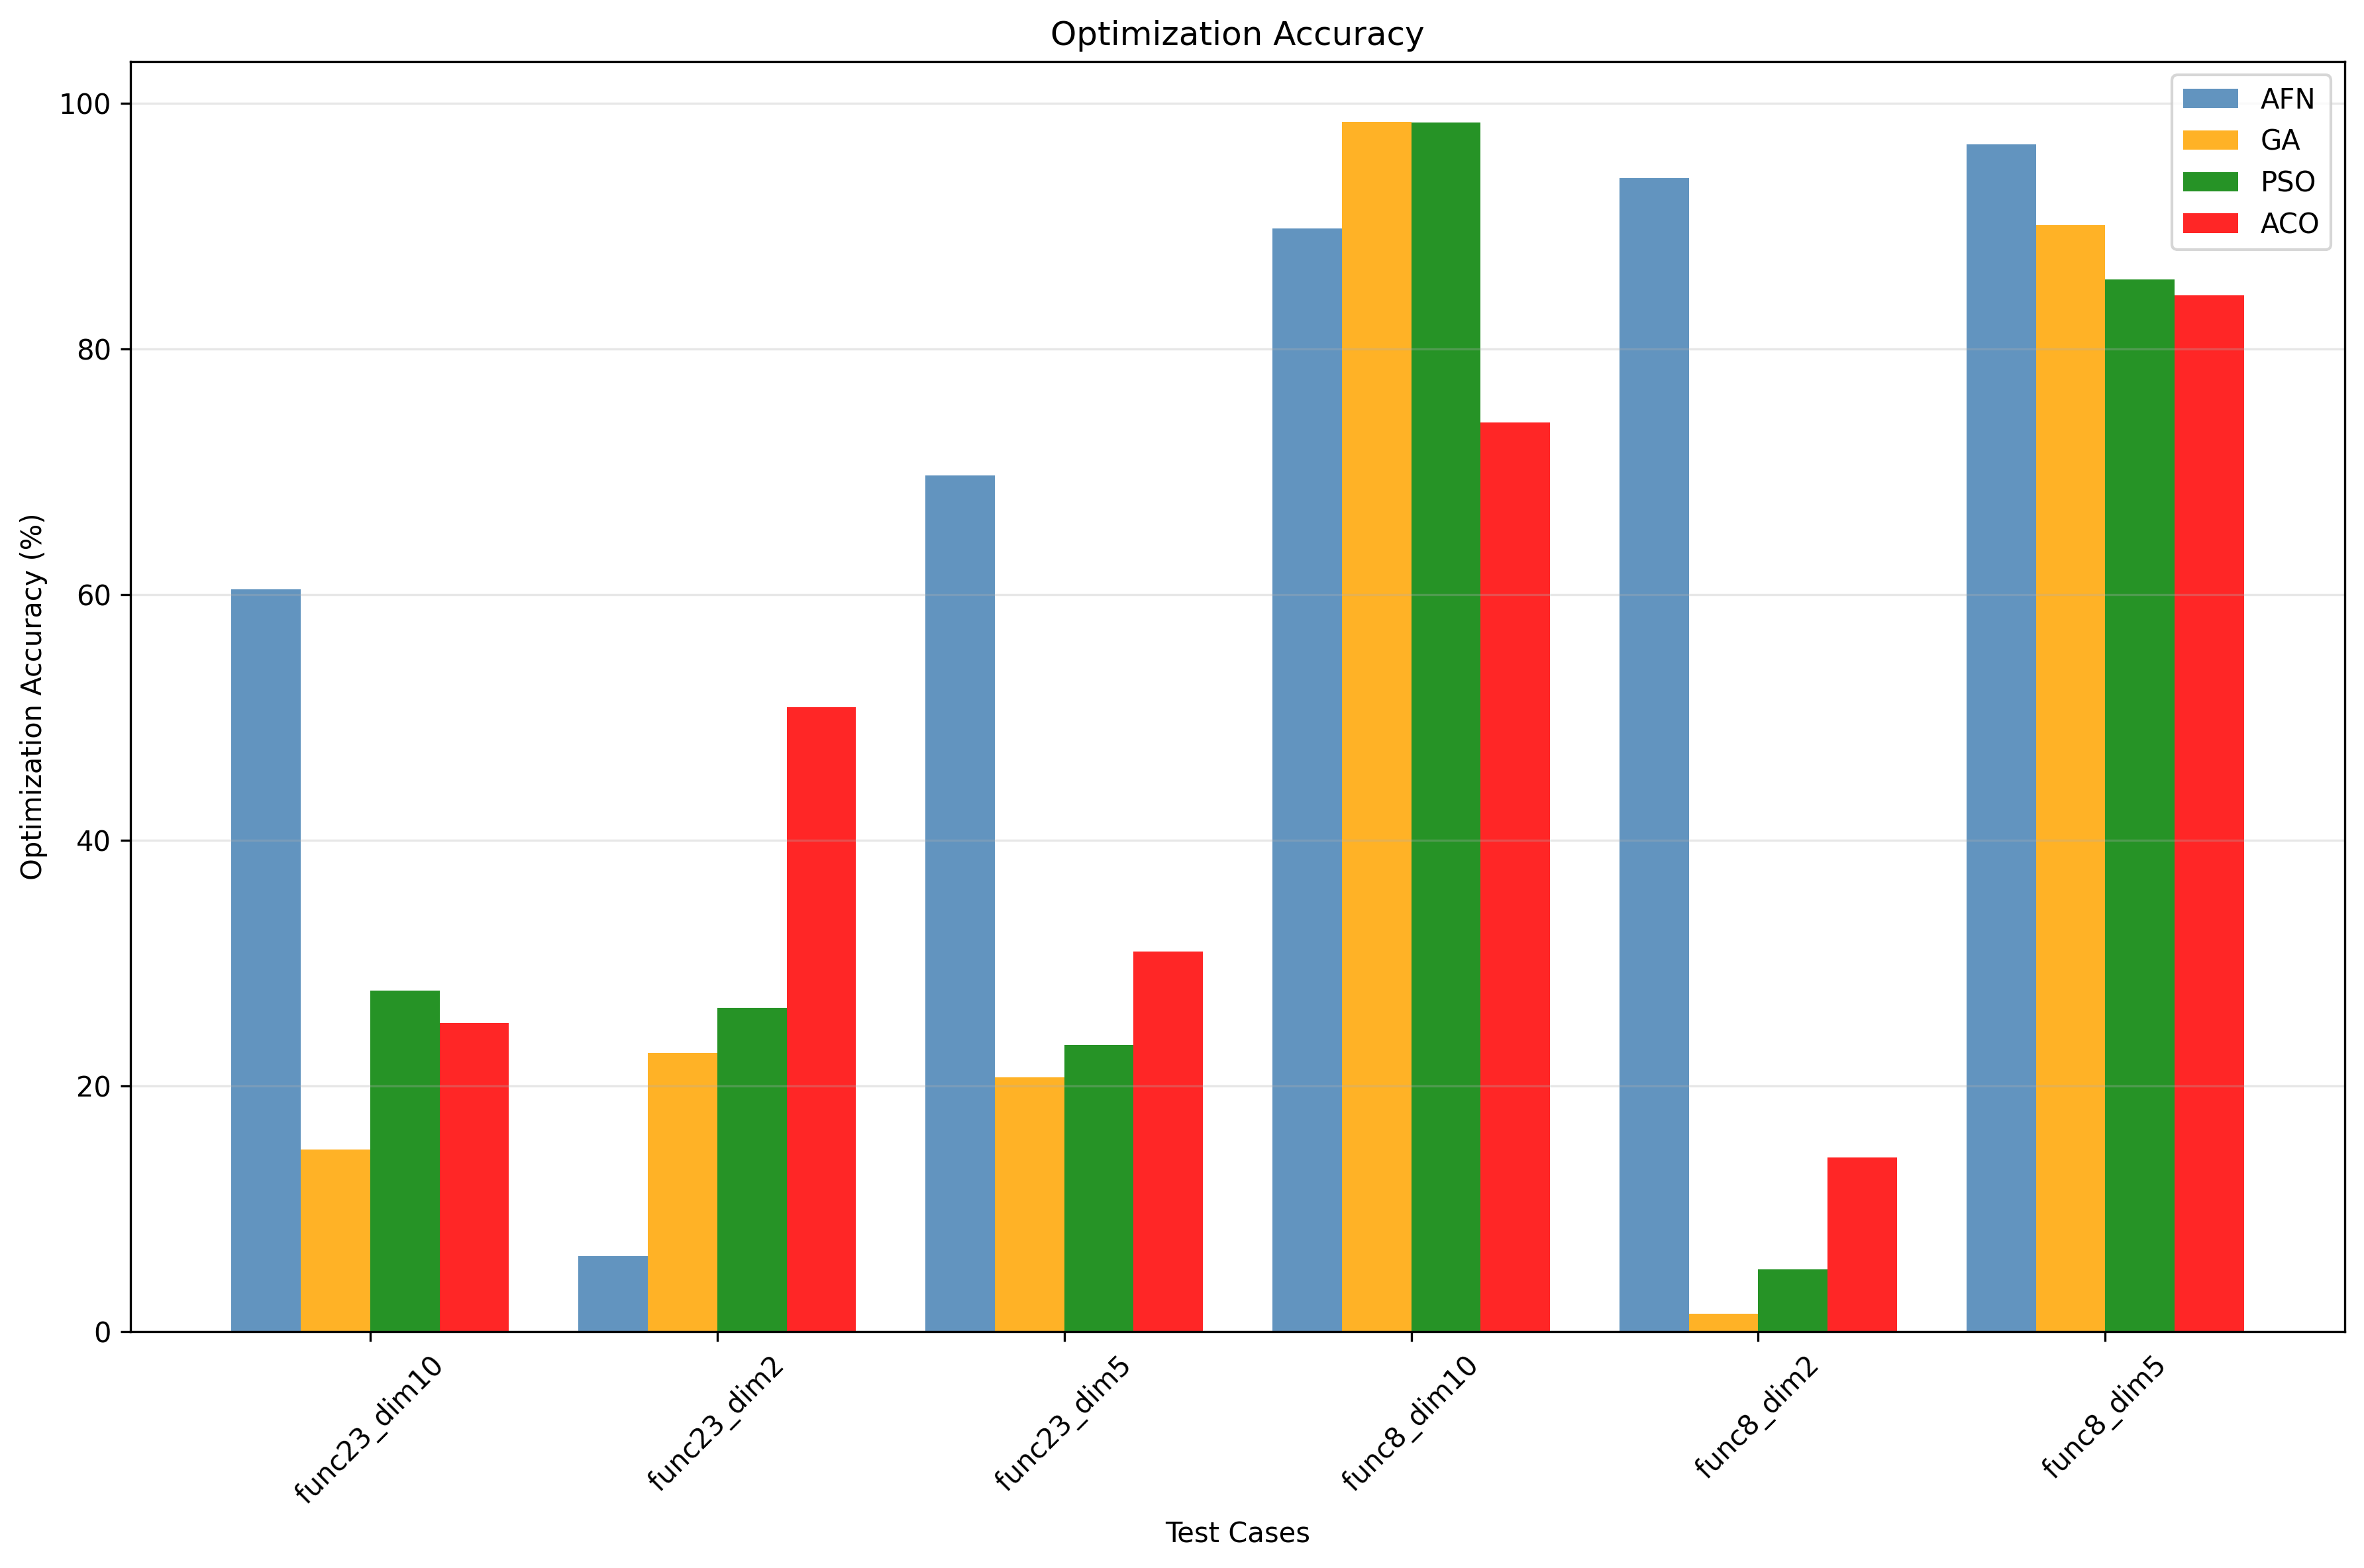 Optimization Accuracy
AFN
GA
PSO
ACO
Optimization Accuracy (%)
100
80
60
40
20
0
func23_dim10
func23_dim2
func23_dim5
func8_dim10
func8_dim2
func8_dim5
Test Cases